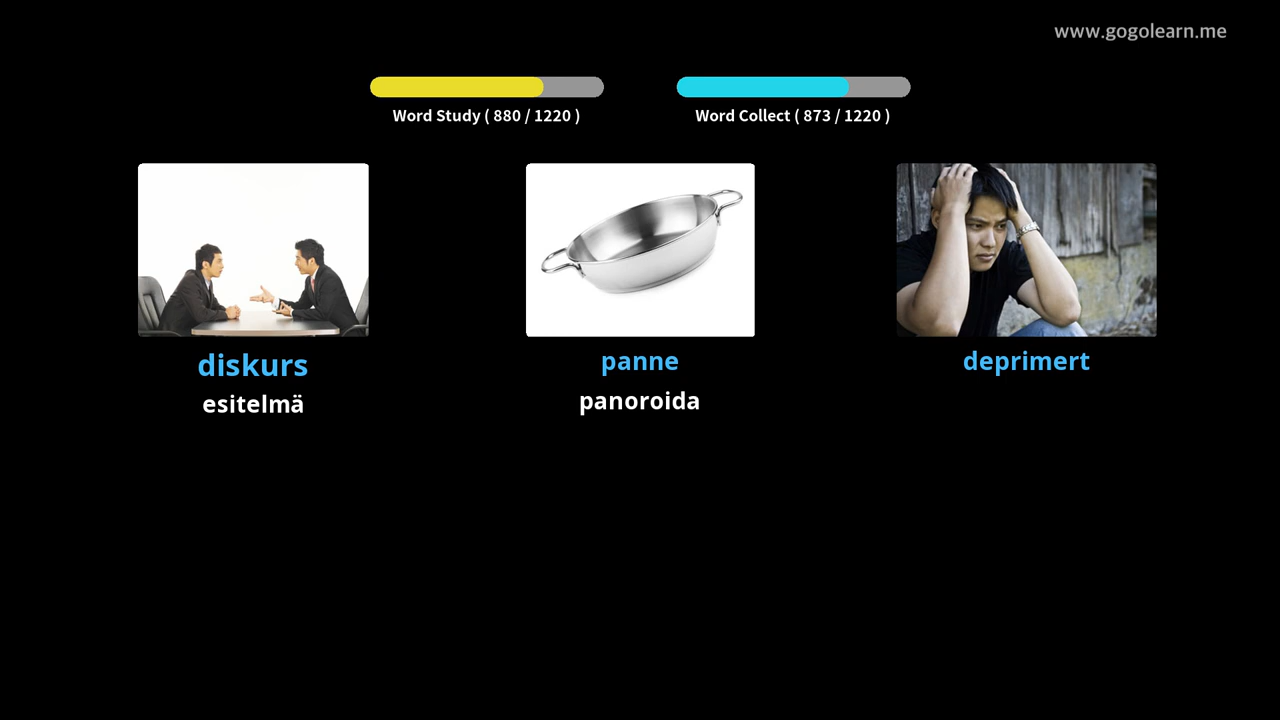 www.gogolearn.me
Word Study ( 880 / 1220 )
Word Collect ( 873 / 1220 )
diskurs
esitelmä
panne
panoroida
deprimert